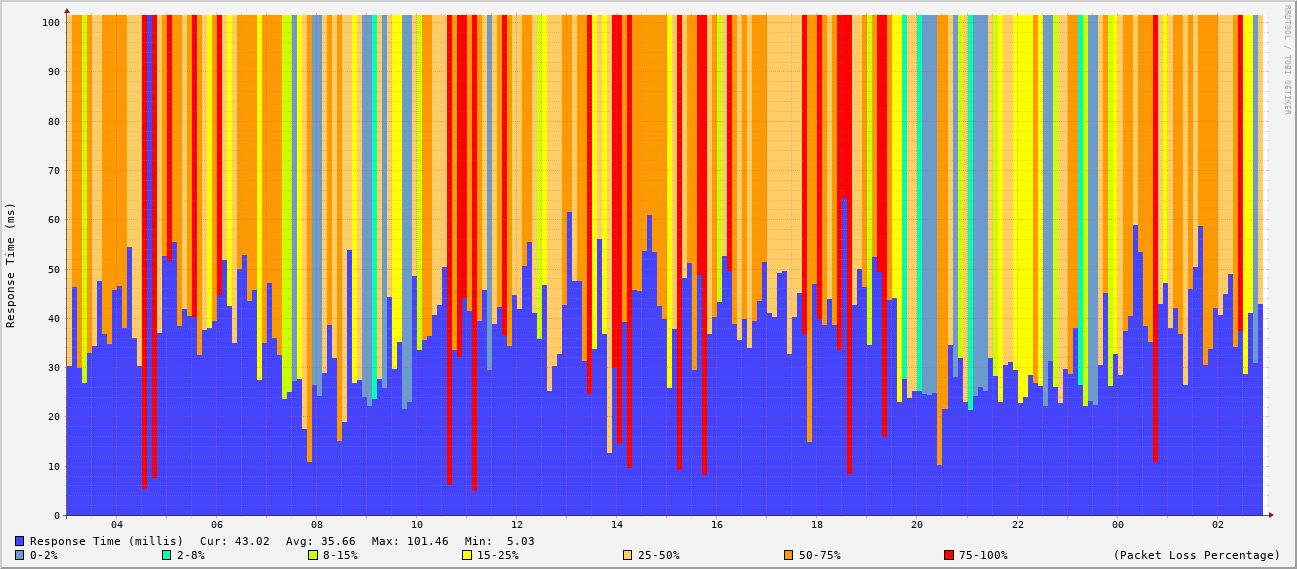 RRDTOOL / TOBI OETIKER
Response Time (ms)
100
90
80
70
60
50
40
30
20
10
0
04 06 08 10 12 14 16 18 20 22 00 02
Response Time (millis) Cur: 43.02 Avg: 35.66 Max: 101.46 Min: 5.03
0-2% 2-8% 8-15% 15-25% 25-50% 50-75% 75-100% (Packet Loss Percentage)